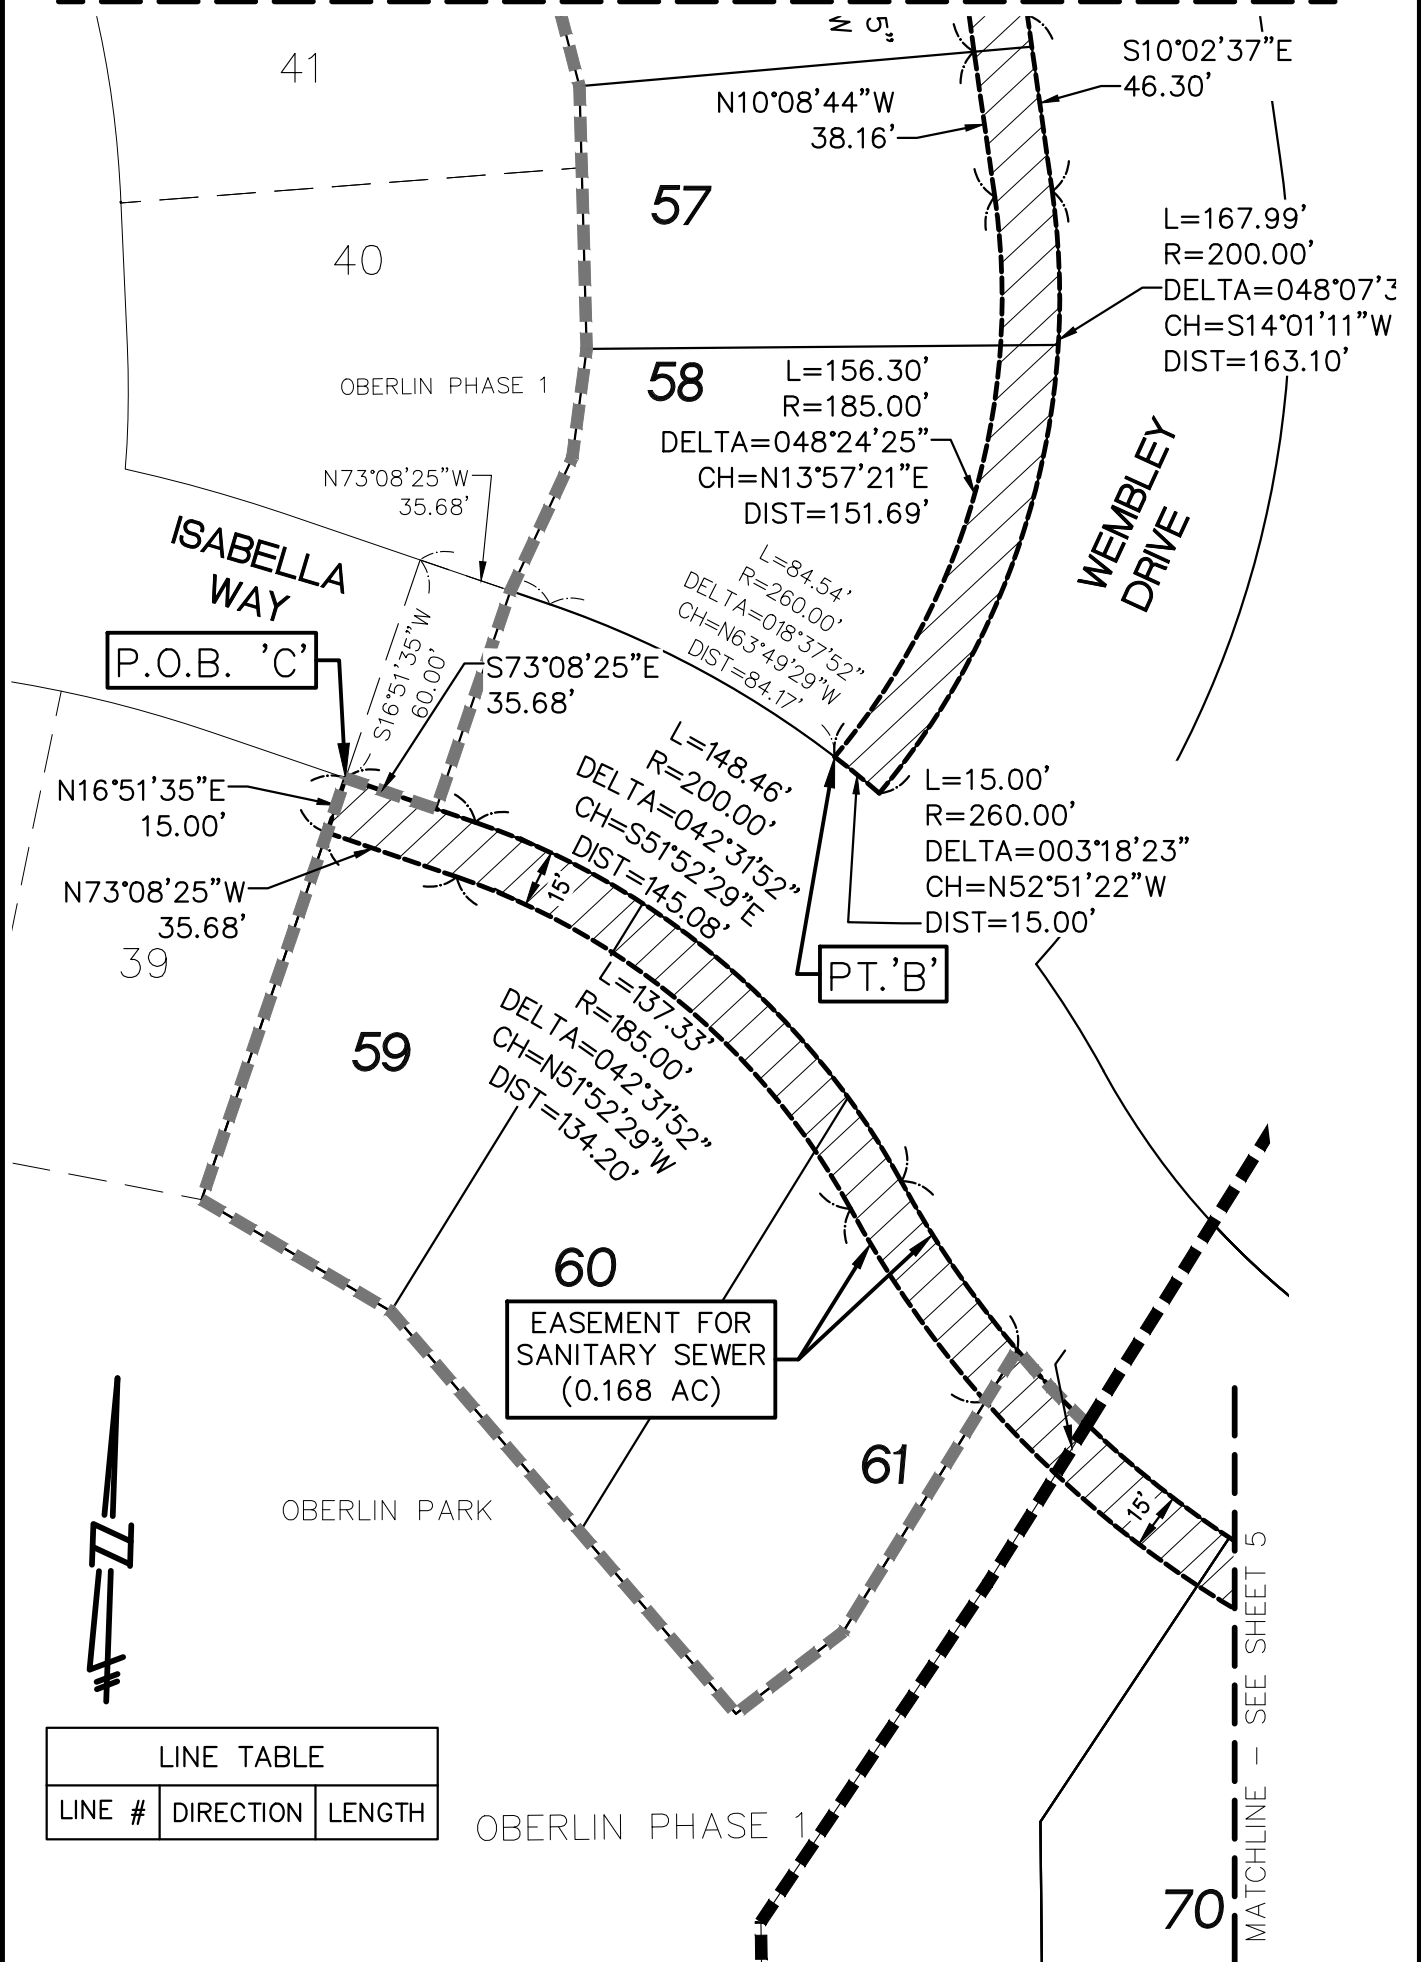 5"
W
41
S10°02'37"E
46.30'
N10°08'44"W
38.16'
57
L=167.99'
R=200.00'
DELTA=048°07'3
CH=S14°01'11"W
DIST=163.10'
40
OBERLIN PHASE 1
58
L=156.30'
R=185.00'
DELTA=048°24'25"
CH=N13°57'21"E
DIST=151.69'
N73°08'25"W
35.68'
WEMBLEY
DRIVE
ISABELLA
WAY
L=84.54'
R=260.00'
DELTA=018°37'52"
CH=N63°49'29"W
DIST=84.17'
P.O.B. 'C'
S16°51'35"W
60.00'
S73°08'25"E
35.68'
N16°51'35"E
15.00'
L=148.46'
R=200.00'
DELTA=042°31'52"
CH=S51°52'29"E
DIST=145.08'
L=15.00'
R=260.00'
DELTA=003°18'23"
CH=N52°51'22"W
DIST=15.00'
N73°08'25"W
35.68'
15'
PT.'B'
39
59
L=137.33'
R=185.00'
DELTA=042°31'52"
CH=N51°52'29"W
DIST=134.20'
60
EASEMENT FOR
SANITARY SEWER
(0.168 AC)
61
OBERLIN PARK
15'
MATCHLINE - SEE SHEET 5
LINE TABLE
LINE # DIRECTION LENGTH
OBERLIN PHASE 1
70